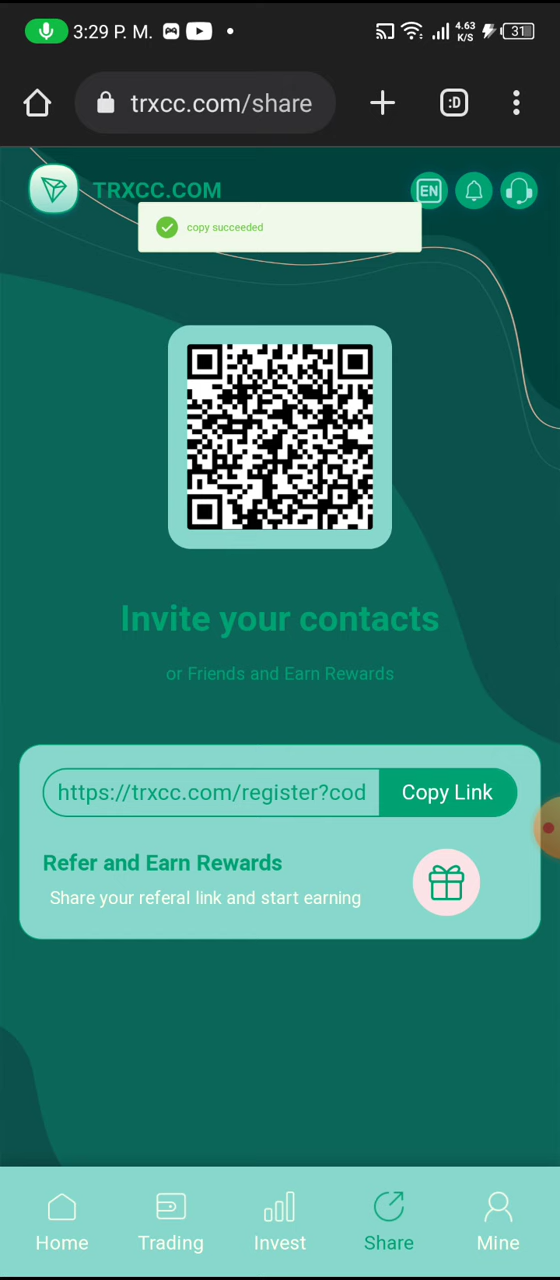 3:29 P. M.
4.63
K/S
31
trxcc.com/share
:D
TRXCC.COM
EN
copy succeeded
Invite your contacts
or Friends and Earn Rewards
https://trxcc.com/register?cod
Copy Link
Refer and Earn Rewards
Share your referal link and start earning
Home
Trading
Invest
Share
Mine